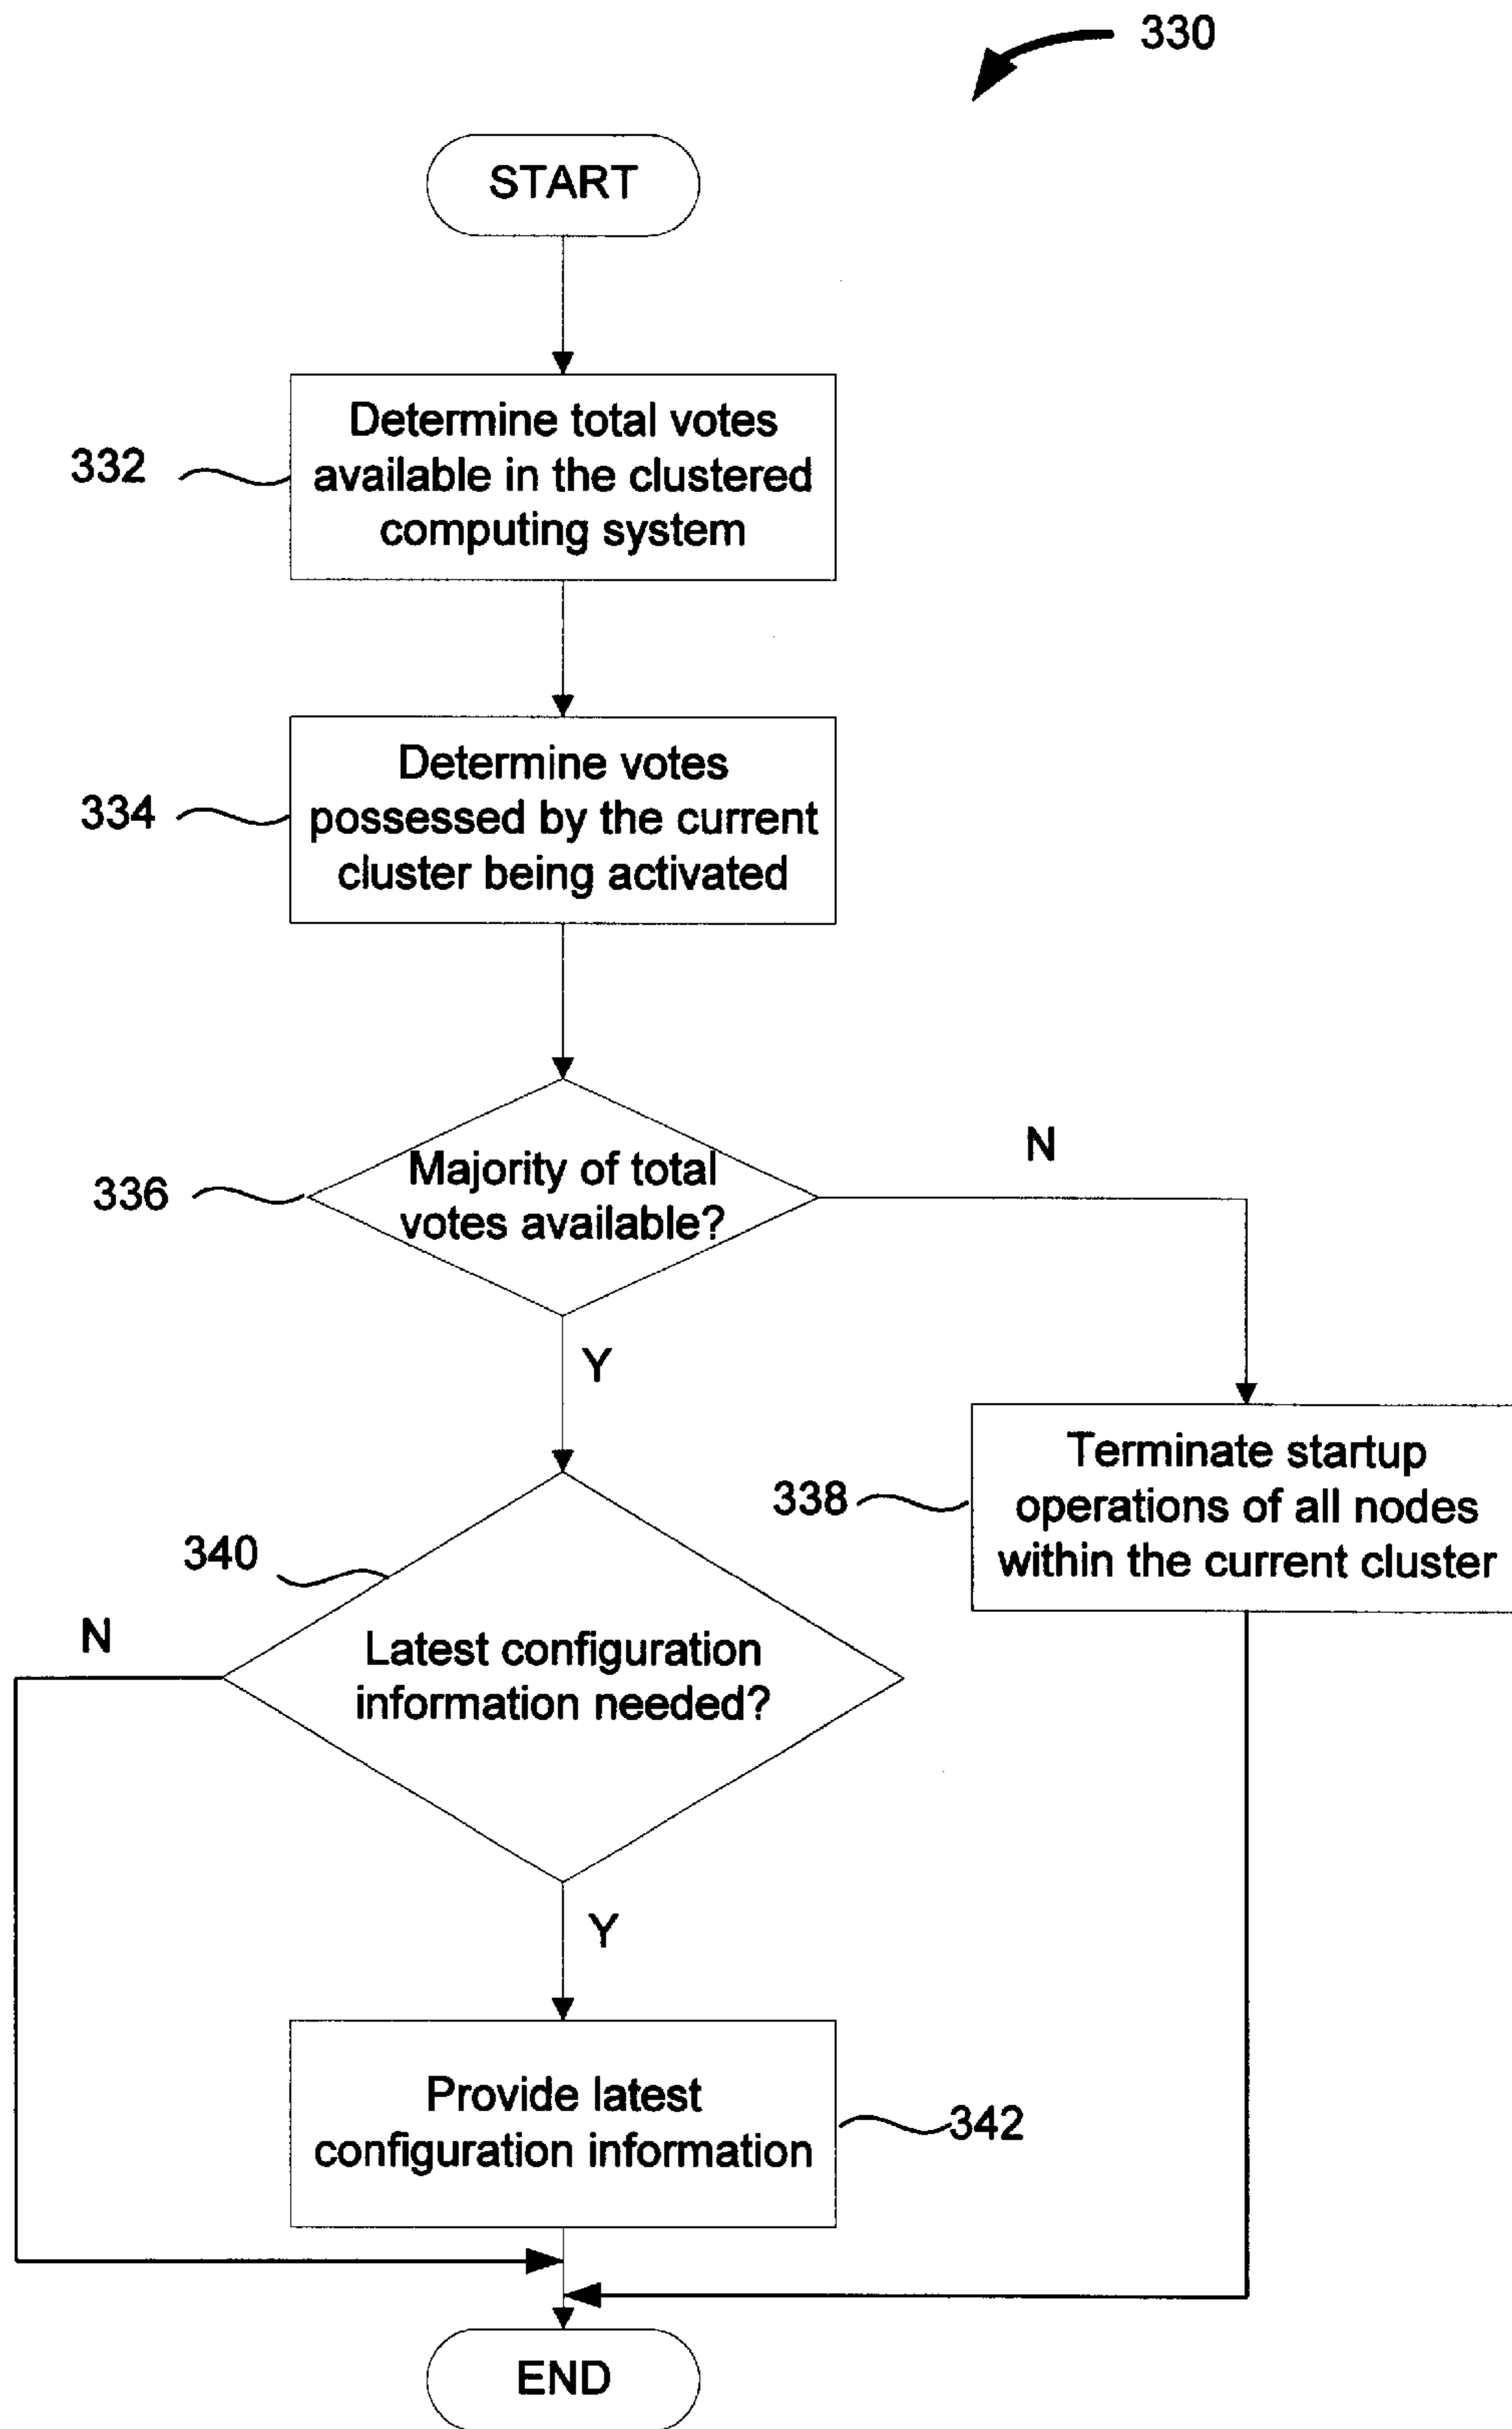 330
START
332
Determine total votes
available in the clustered
computing system
334
Determine votes
possessed by the current
cluster being activated
336
Majority of total
votes available?
N
Y
338
Terminate startup
operations of all nodes
within the current cluster
340
N
Latest configuration
information needed?
Y
Provide latest
configuration information
342
END